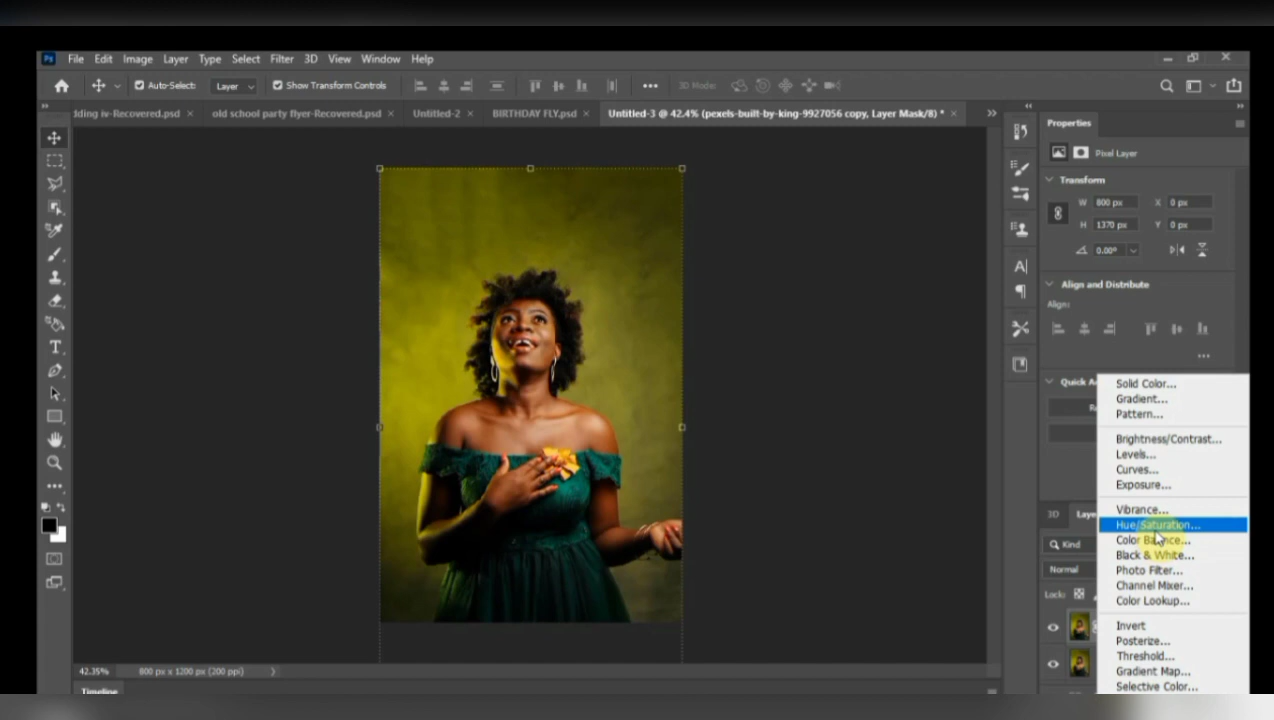 Ps File Edit Image Layer Type Select Filter 3D View Window Help
Auto-Select: Layer Show Transform Controls 3D Mode:
dding iv-Recovered.psd × old school party flyer-Recovered.psd × Untitled-2 × BIRTHDAY FLY.psd × Untitled-3 @ 42.4% (pexels-built-by-king-9927056 copy, Layer Mask/8) * ×
Properties
Pixel Layer
Transform
W 800 px X 0 px
H 1370 px Y 0 px
0.00°
Align and Distribute
Align:
Quick A
Solid Color...
Gradient...
Pattern...
Brightness/Contrast...
Levels...
Curves...
Exposure...
Vibrance...
Hue/Saturation...
Color Balance...
Black & White...
Photo Filter...
Channel Mixer...
Color Lookup...
Invert
Posterize...
Threshold...
Gradient Map...
Selective Color...
3D Laye
Kind
Normal
Lock:
42.35% 800 px x 1200 px (200 ppi)
Timeline